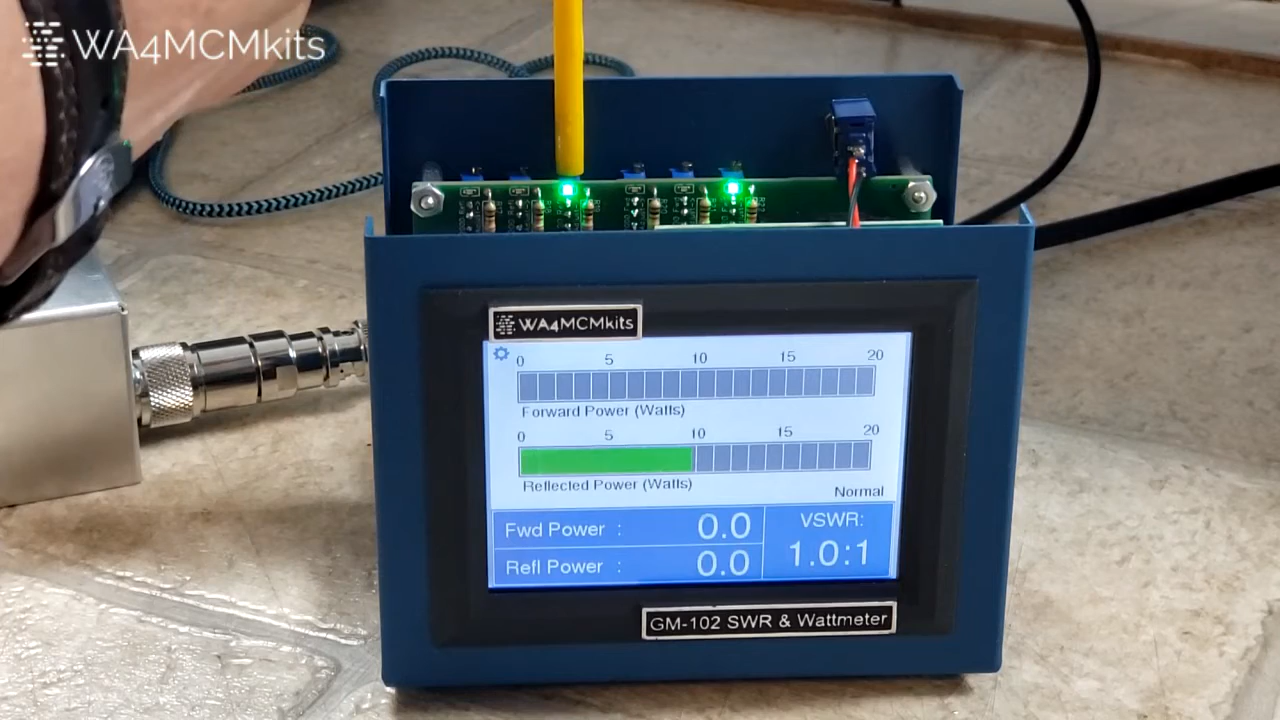 WA4MCMkits
WA4MCMkits
0 5 10 15 20
Forward Power (Watts)
0 5 10 15 20
Reflected Power (Watts)
Normal
Fwd Power : 0.0
VSWR:
1.0:1
Refl Power : 0.0
GM-102 SWR & Wattmeter